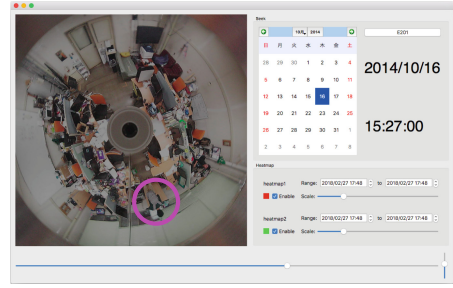 Seek
10月 2014
日 月 火 水 木 金 土
28 29 30 1 2 3 4
5 6 7 8 9 10 11
12 13 14 15 16 17 18
19 20 21 22 23 24 25
26 27 28 29 30 31 1
2 3 4 5 6 7 8
E201
2014/10/16
15:27:00
Heatmap
heatmap1 Range: 2018/02/27 17:48 to 2018/02/27 17:48
Enable Scale:
heatmap2 Range: 2018/02/27 17:48 to 2018/02/27 17:48
Enable Scale: